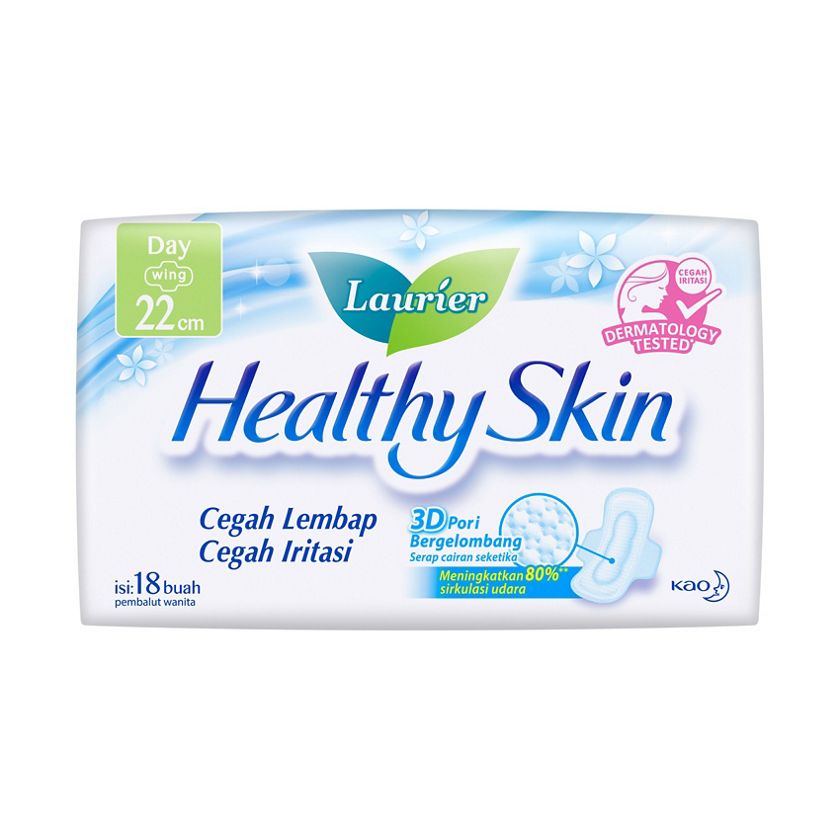 Day
wing
22cm
Laurier
CEGAH
IRITASI
DERMATOLOGY
TESTED*
Healthy Skin
Cegah Lembap
Cegah Iritasi
3D Pori
Bergelombang
Serap cairan seketika
Meningkatkan 80%**
sirkulasi udara
isi: 18 buah
pembalut wanita
Kao